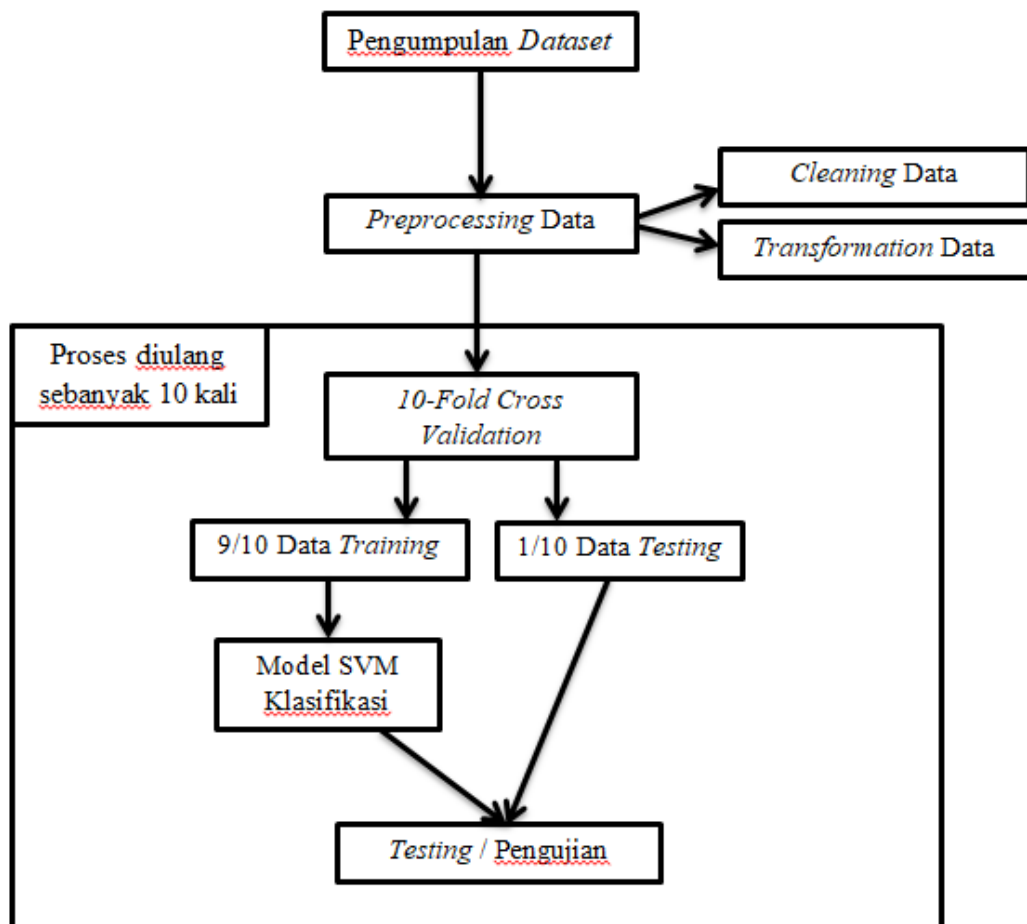 Pengumpulan Dataset
Preprocessing Data
Cleaning Data
Transformation Data
Proses diulang
sebanyak 10 kali
10-Fold Cross
Validation
9/10 Data Training
1/10 Data Testing
Model SVM
Klasifikasi
Testing / Pengujian